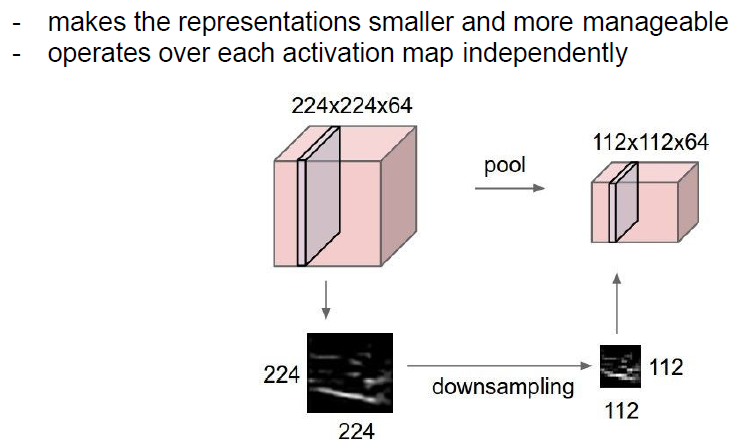 - makes the representations smaller and more manageable
- operates over each activation map independently
224x224x64
112x112x64
pool
224
downsampling
112
112
224